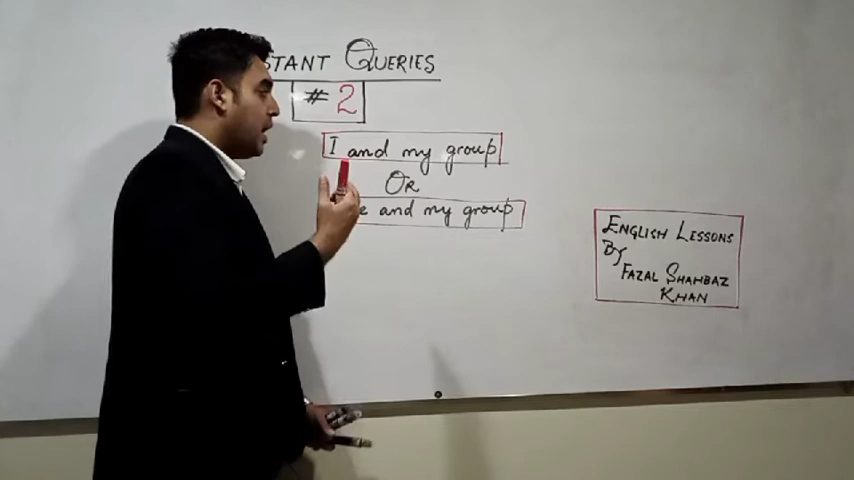 STANT QUERIES
# 2
I and my group
OR
e and my group
ENGLISH LESSONS
BY
FAZAL SHAHBAZ
KHAN